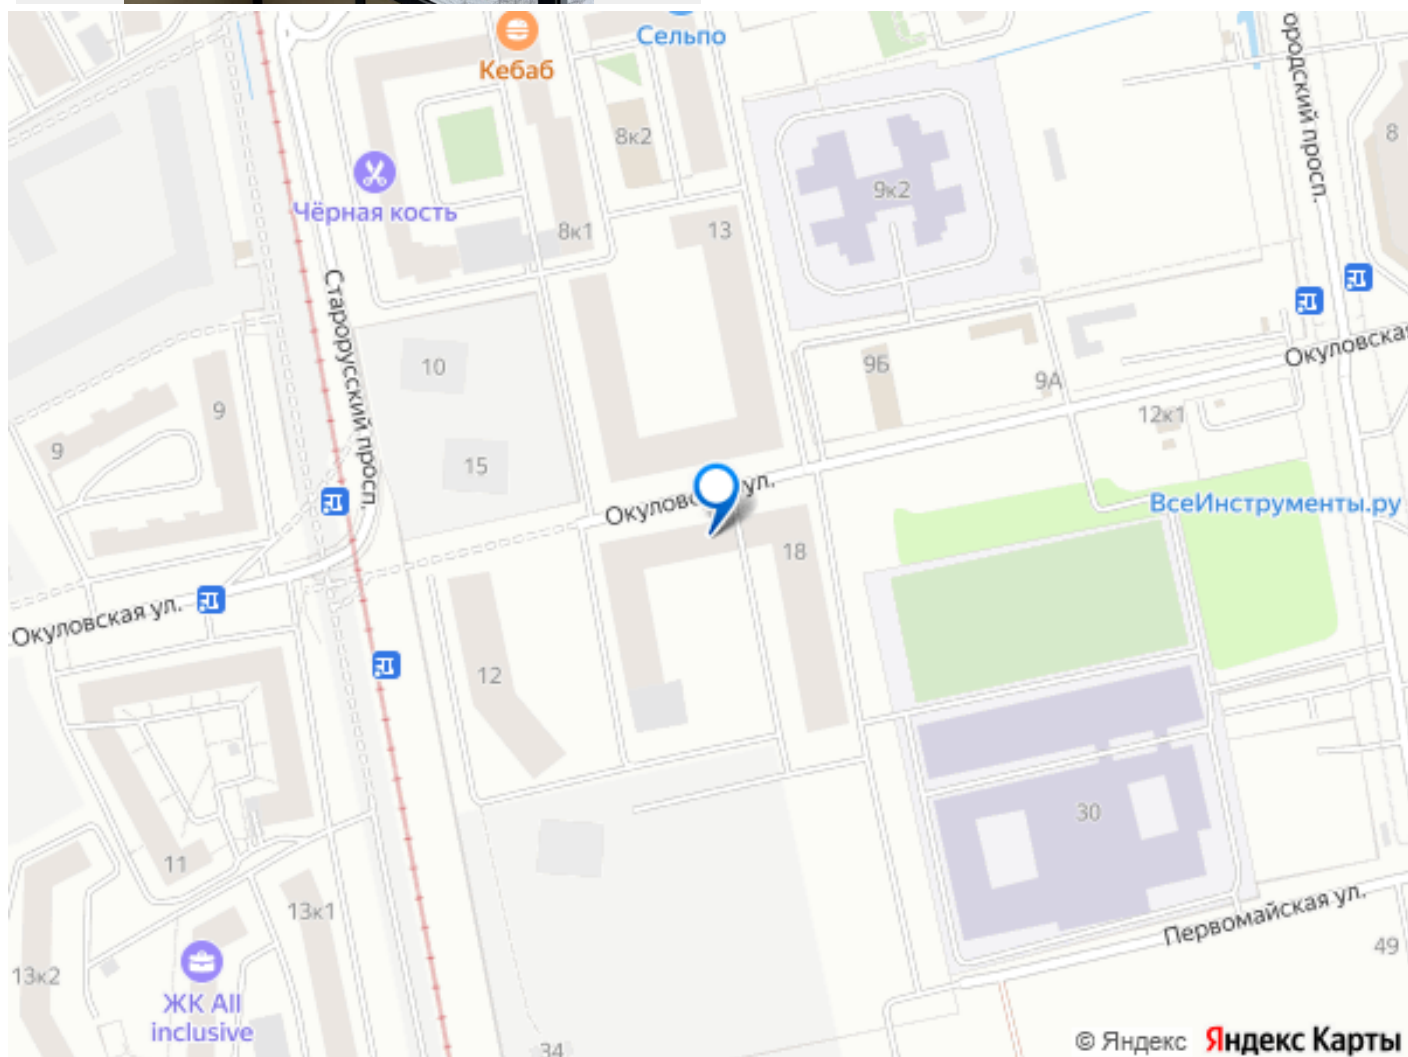 Сельпо
Кебаб
ородский просп.
8
8к2
9к2
Чёрная кость
8к1
13
Старорусский просп.
10
9Б
9А
Окуловская
12к1
9
9
15
Окуловс
ул.
ВсеИнструменты.ру
18
Окуловская ул.
12
30
11
13к1
Первомайская ул.
49
13к2
ЖК All
inclusive
34
© Яндекс Яндекс Карты